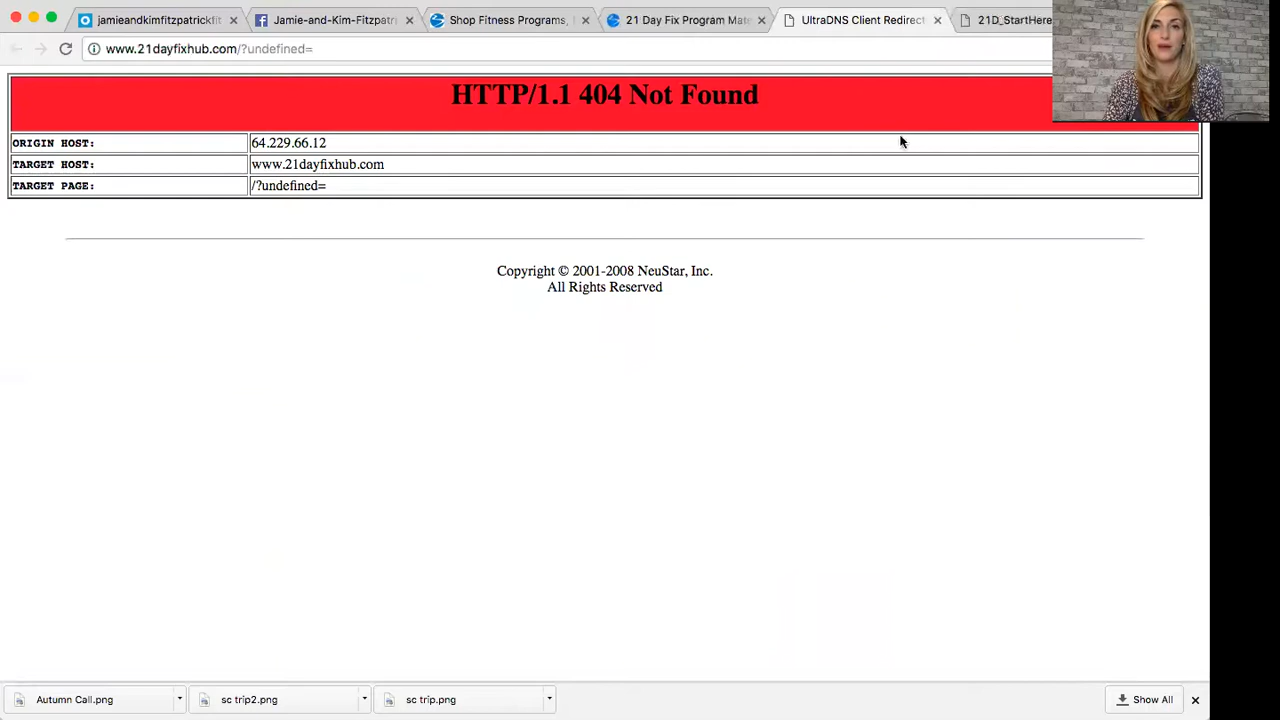 jamieandkimfitzpatrickfit
Jamie-and-Kim-Fitzpatri
Shop Fitness Programs
21 Day Fix Program Mate
UltraDNS Client Redirect
21D_StartHere
www.21dayfixhub.com/?undefined=
HTTP/1.1 404 Not Found
ORIGIN HOST: 64.229.66.12
TARGET HOST: www.21dayfixhub.com
TARGET PAGE: /?undefined=
Copyright © 2001-2008 NeuStar, Inc.
All Rights Reserved
Autumn Call.png
sc trip2.png
sc trip.png
Show All